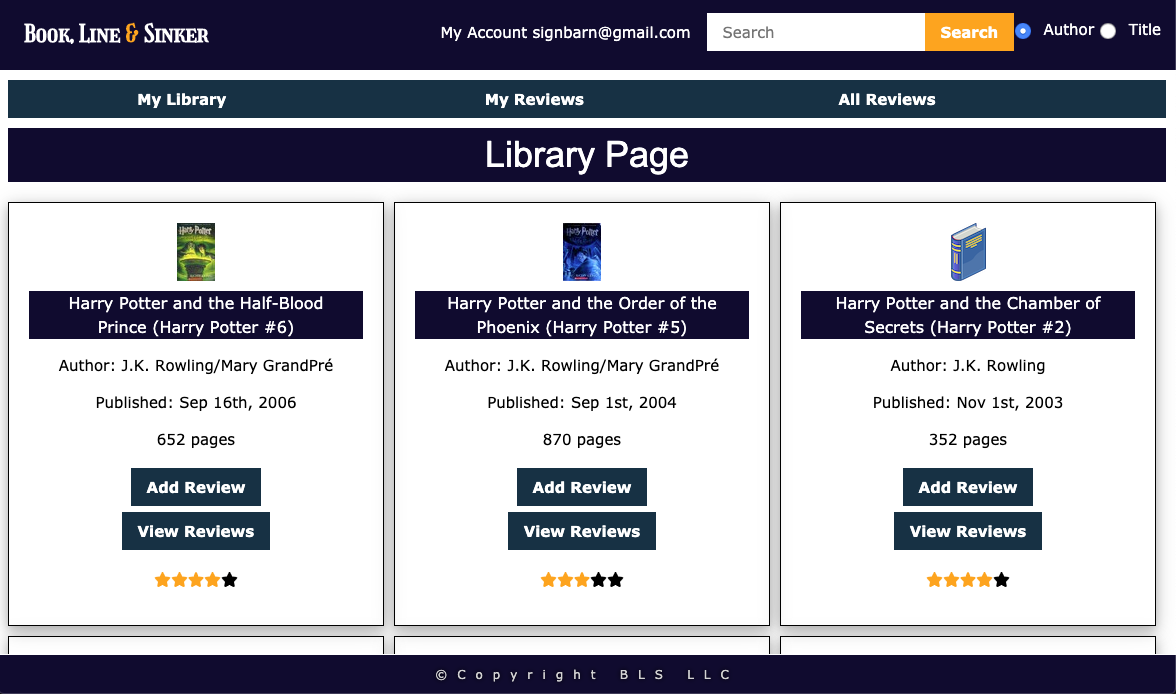 Book, Line & Sinker
My Account signbarn@gmail.com
Search
Search
Author
Title
My Library
My Reviews
All Reviews
Library Page
Harry Potter
Harry Potter and the Half-Blood
Prince (Harry Potter #6)
Author: J.K. Rowling/Mary GrandPré
Published: Sep 16th, 2006
652 pages
Add Review
View Reviews
Harry Potter
Harry Potter and the Order of the
Phoenix (Harry Potter #5)
Author: J.K. Rowling/Mary GrandPré
Published: Sep 1st, 2004
870 pages
Add Review
View Reviews
Harry Potter and the Chamber of
Secrets (Harry Potter #2)
Author: J.K. Rowling
Published: Nov 1st, 2003
352 pages
Add Review
View Reviews
© Copyright BLS LLC